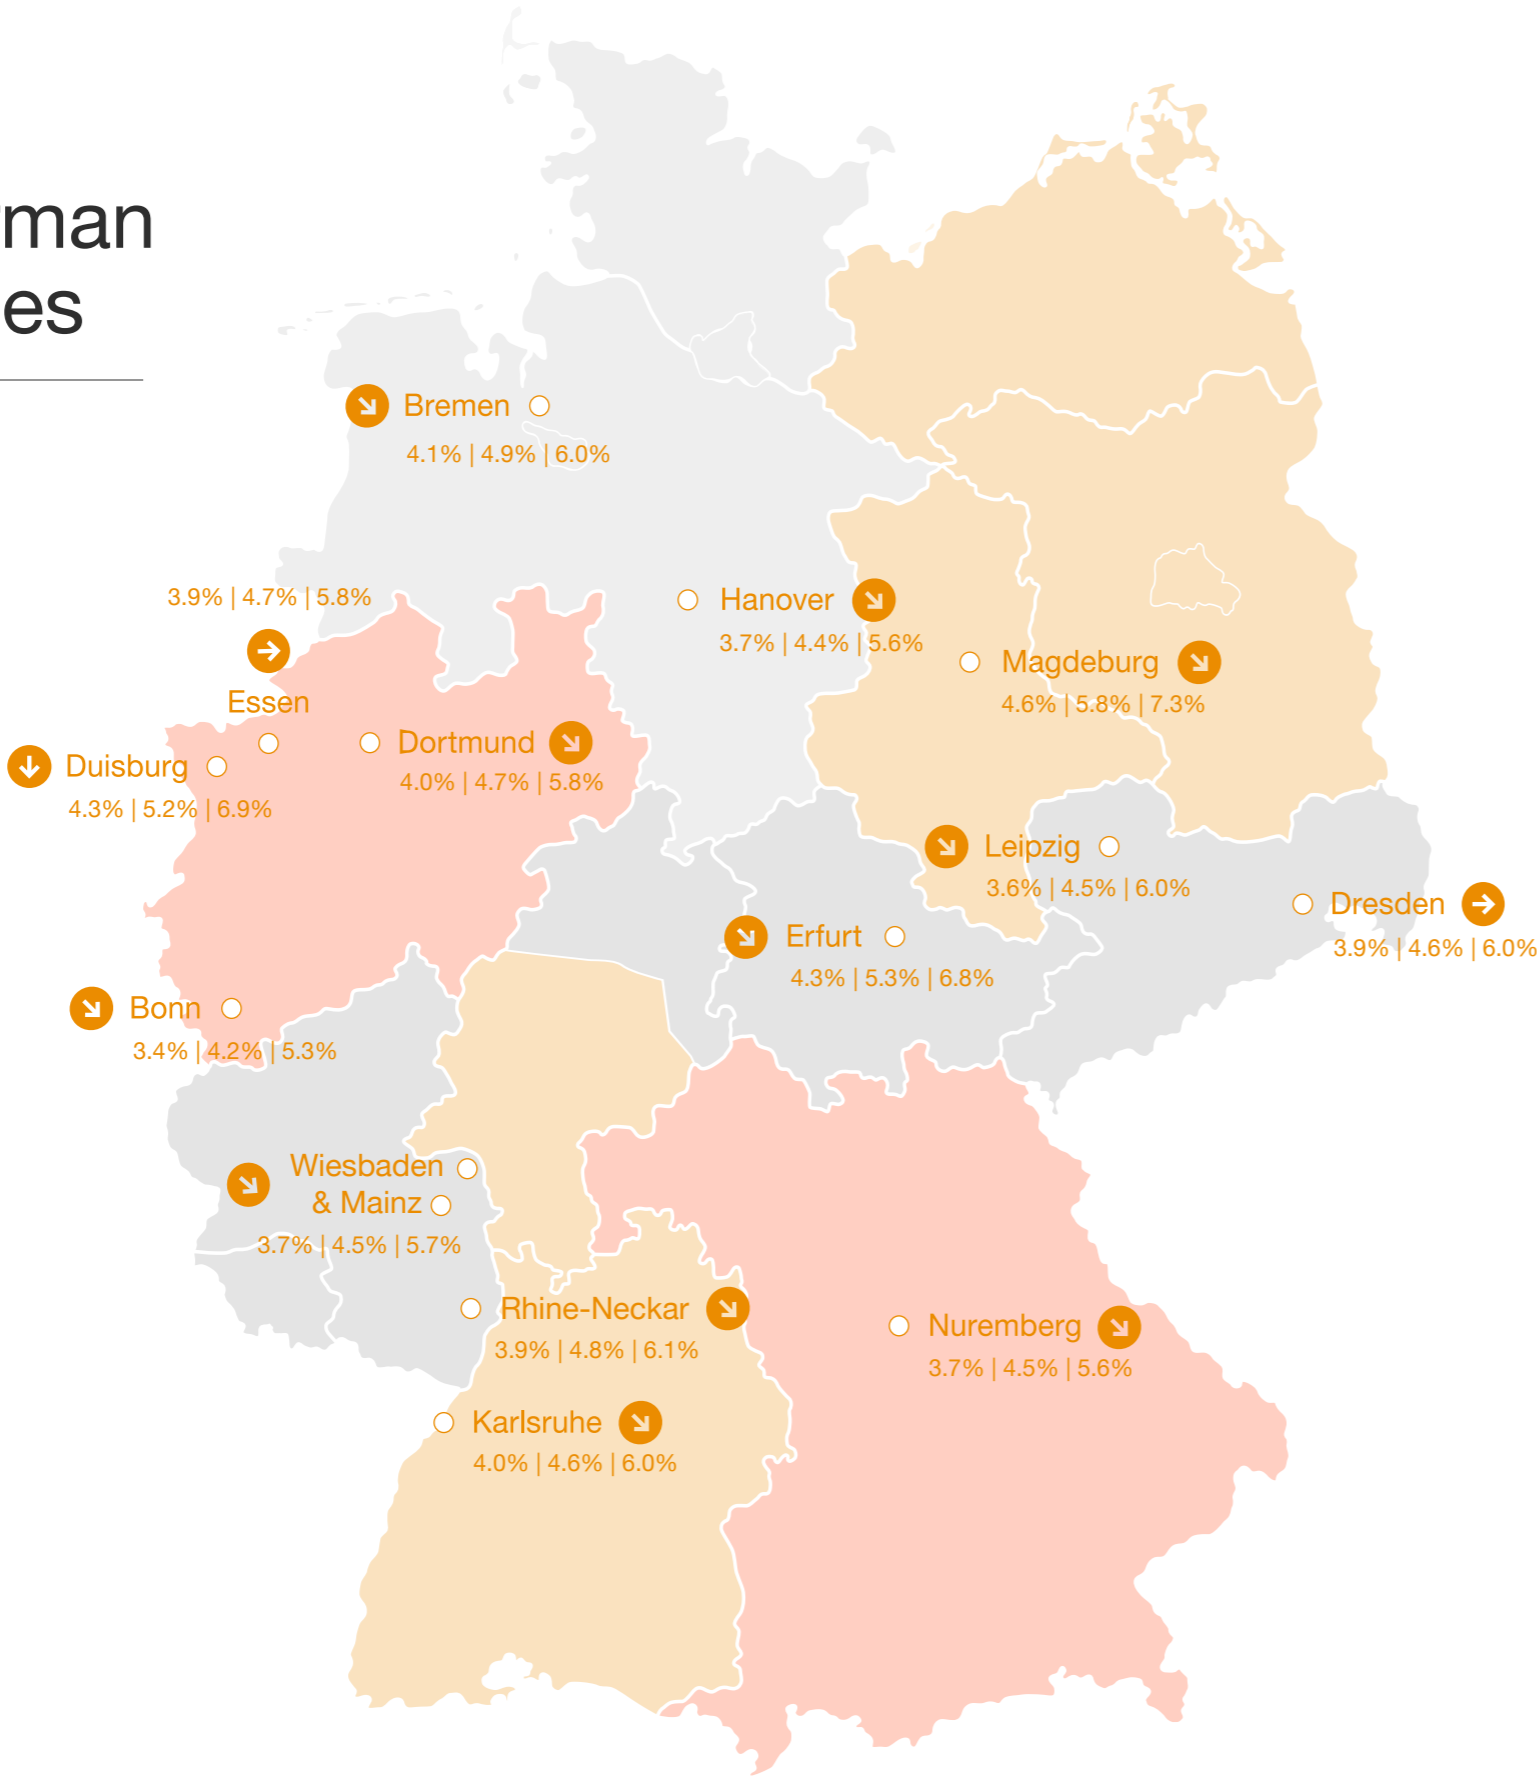 rman
es
Bremen
4.1% | 4.9% | 6.0%
3.9% | 4.7% | 5.8%
Essen
Hanover
3.7% | 4.4% | 5.6%
Magdeburg
4.6% | 5.8% | 7.3%
Dortmund
4.0% | 4.7% | 5.8%
Duisburg
4.3% | 5.2% | 6.9%
Leipzig
3.6% | 4.5% | 6.0%
Dresden
3.9% | 4.6% | 6.0%
Erfurt
4.3% | 5.3% | 6.8%
Bonn
3.4% | 4.2% | 5.3%
Wiesbaden
& Mainz
3.7% | 4.5% | 5.7%
Rhine-Neckar
3.9% | 4.8% | 6.1%
Nuremberg
3.7% | 4.5% | 5.6%
Karlsruhe
4.0% | 4.6% | 6.0%